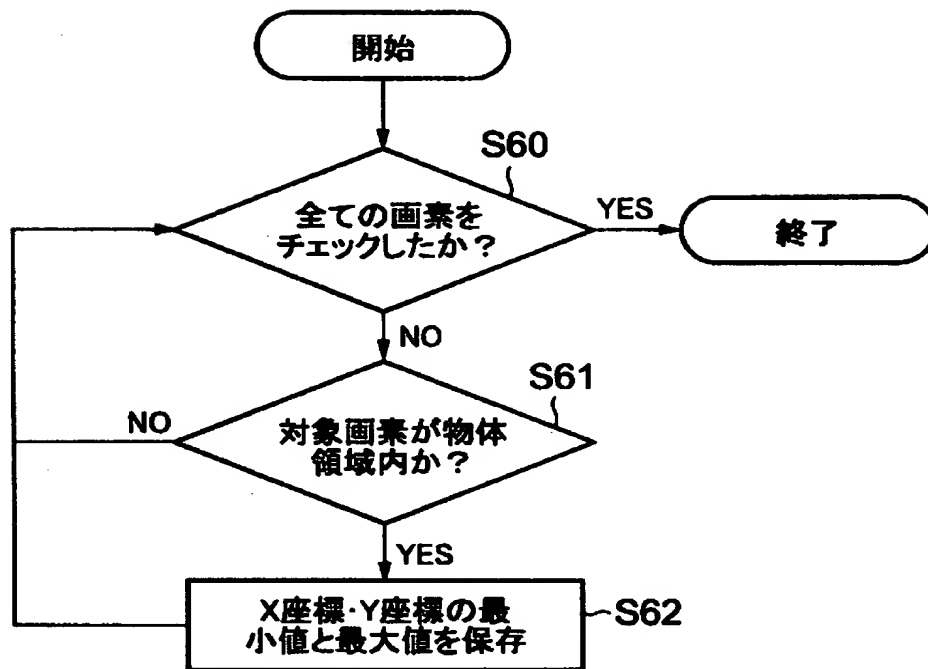 開始
S60
全ての画素を
チェックしたか？
YES
終了
NO
S61
NO
対象画素が物体
領域内か？
YES
X座標・Y座標の最
小値と最大値を保存
S62